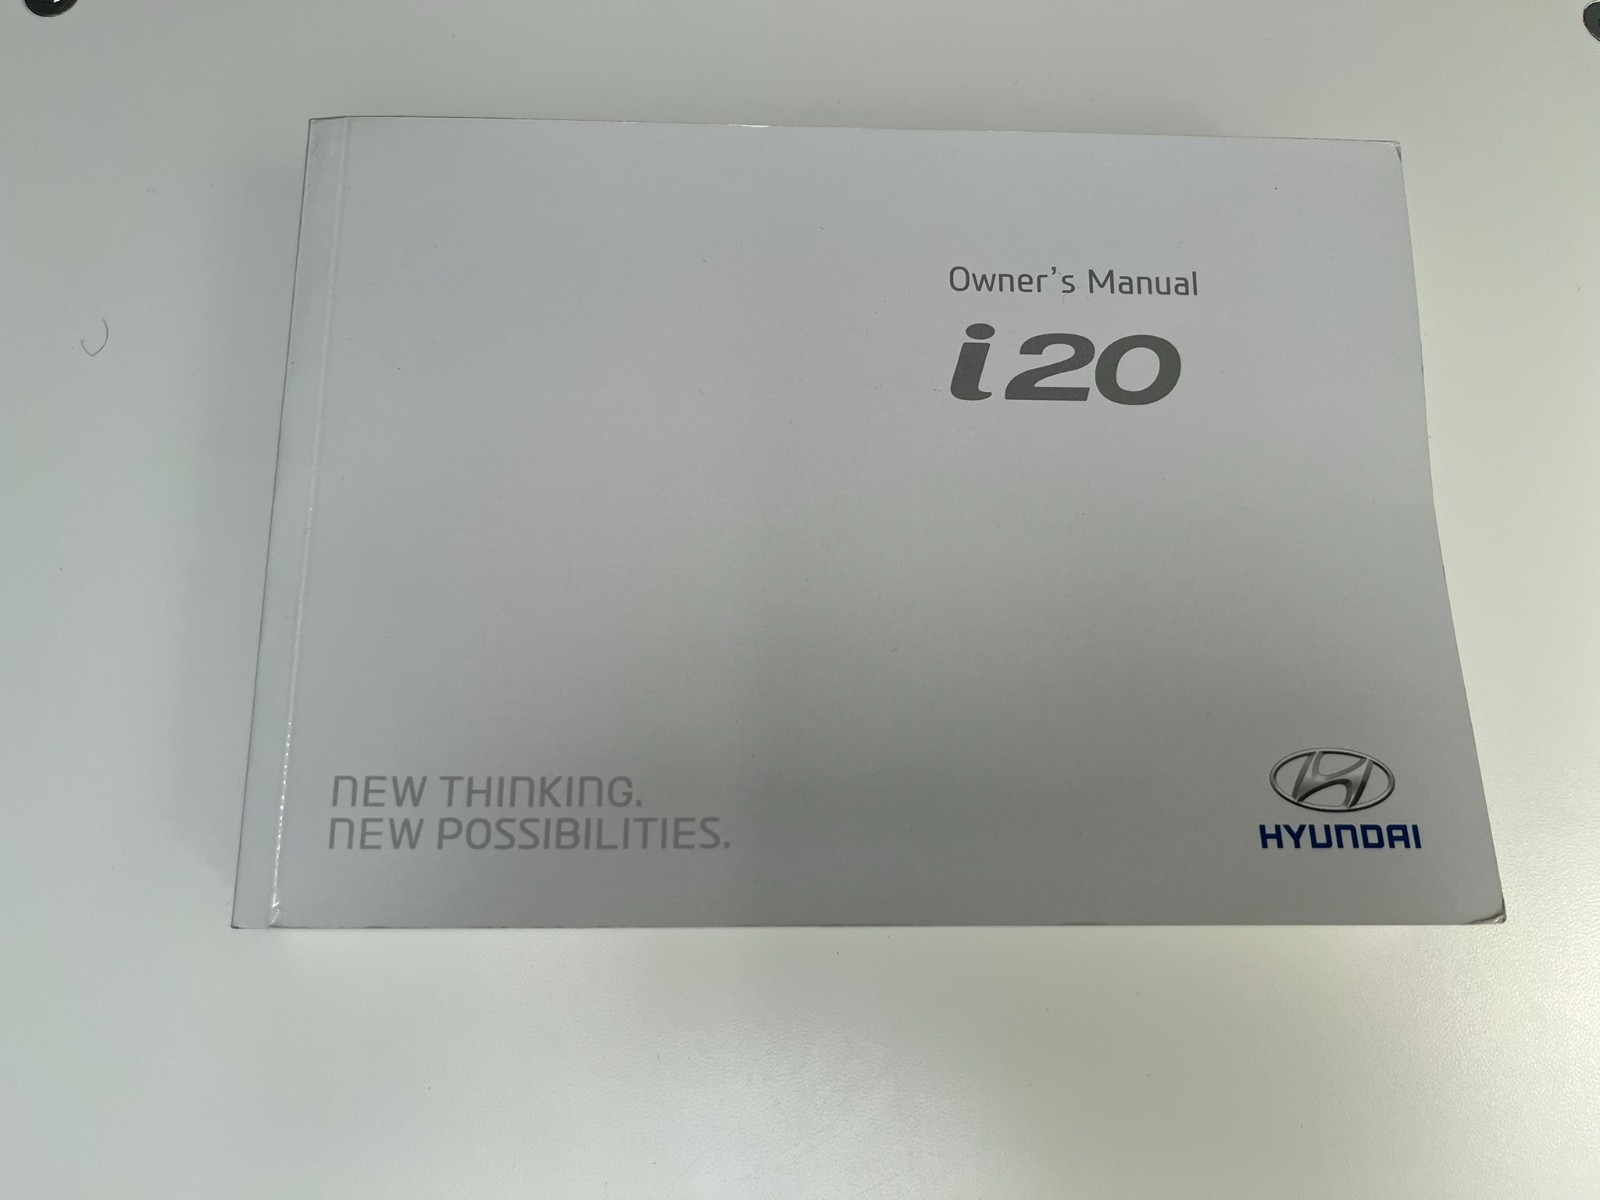 Owner's Manual
i20
NEW THINKING.
NEW POSSIBILITIES.
HYUNDAI